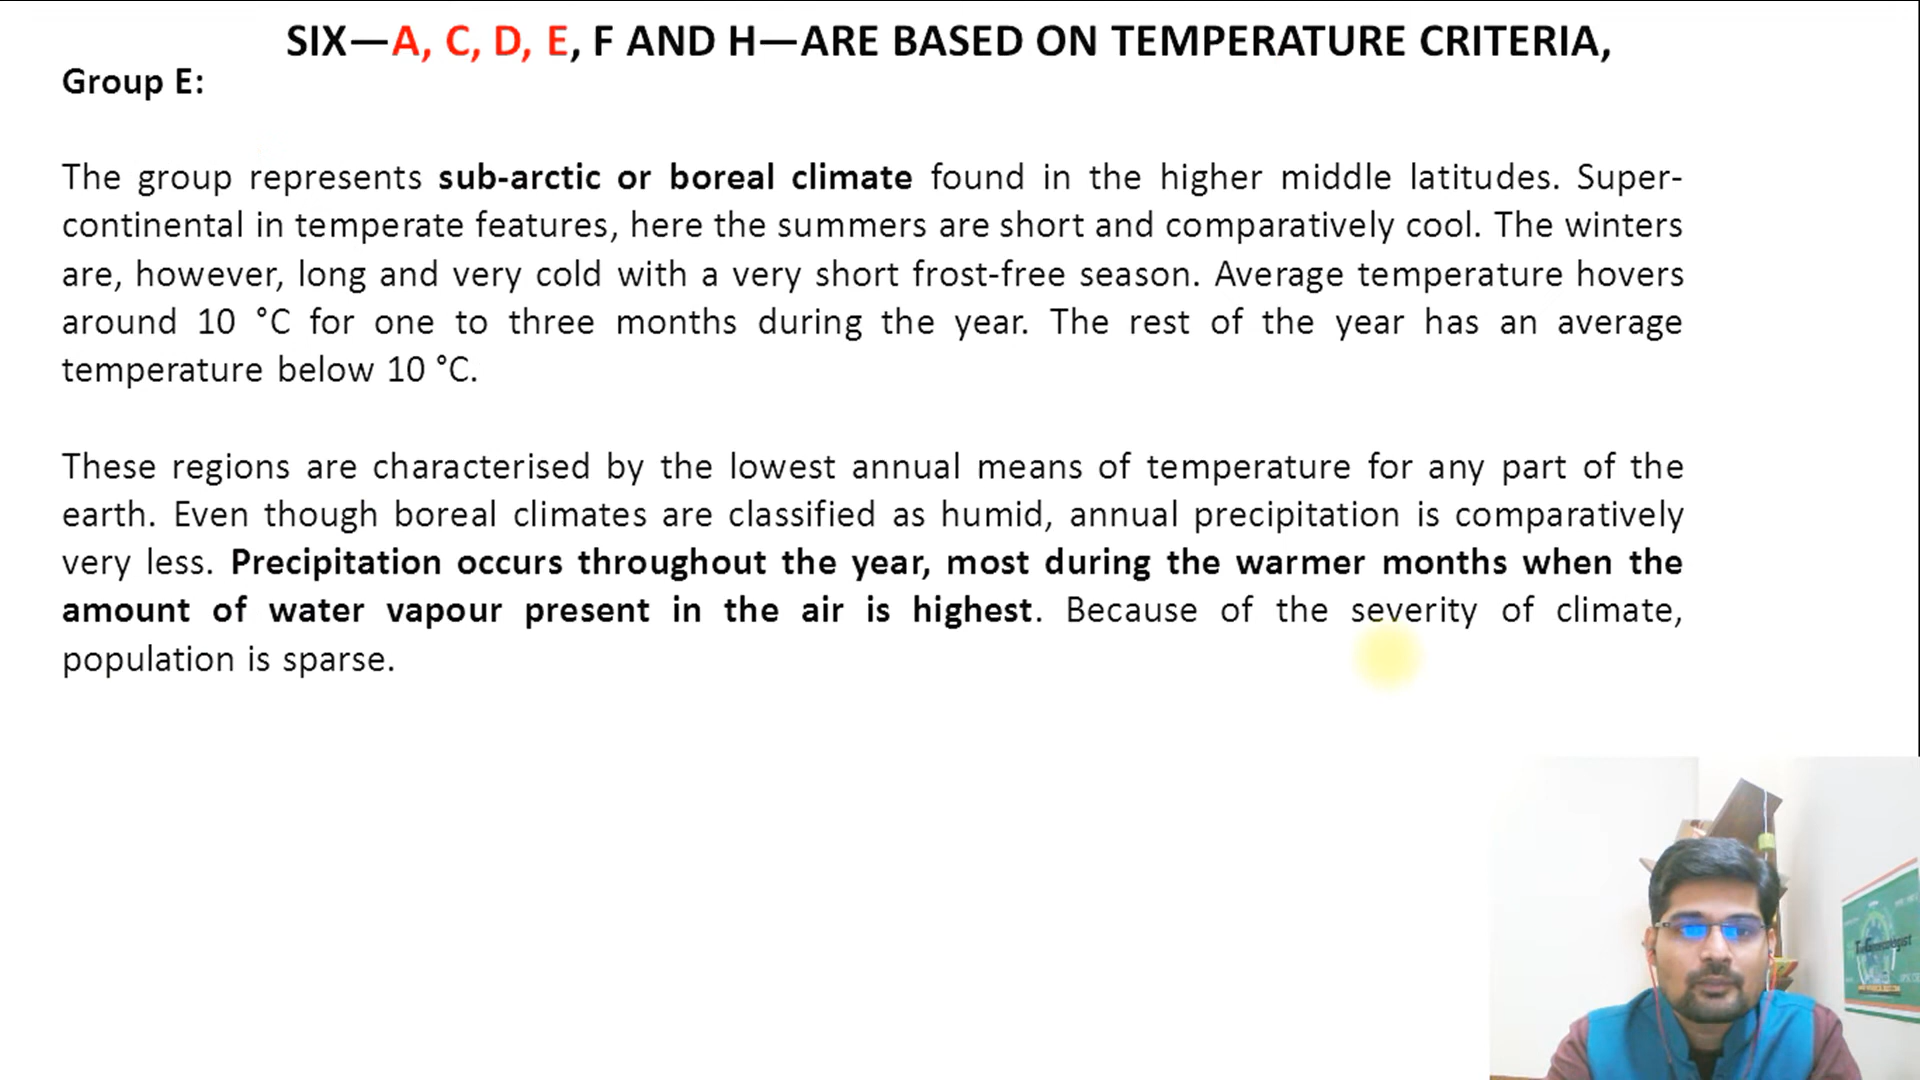 SIX—A, C, D, E, F AND H—ARE BASED ON TEMPERATURE CRITERIA,
Group E:
The group represents sub-arctic or boreal climate found in the higher middle latitudes. Super-
continental in temperate features, here the summers are short and comparatively cool. The winters
are, however, long and very cold with a very short frost-free season. Average temperature hovers
around 10 °C for one to three months during the year. The rest of the year has an average
temperature below 10 °C.
These regions are characterised by the lowest annual means of temperature for any part of the
earth. Even though boreal climates are classified as humid, annual precipitation is comparatively
very less. Precipitation occurs throughout the year, most during the warmer months when the
amount of water vapour present in the air is highest. Because of the severity of climate,
population is sparse.